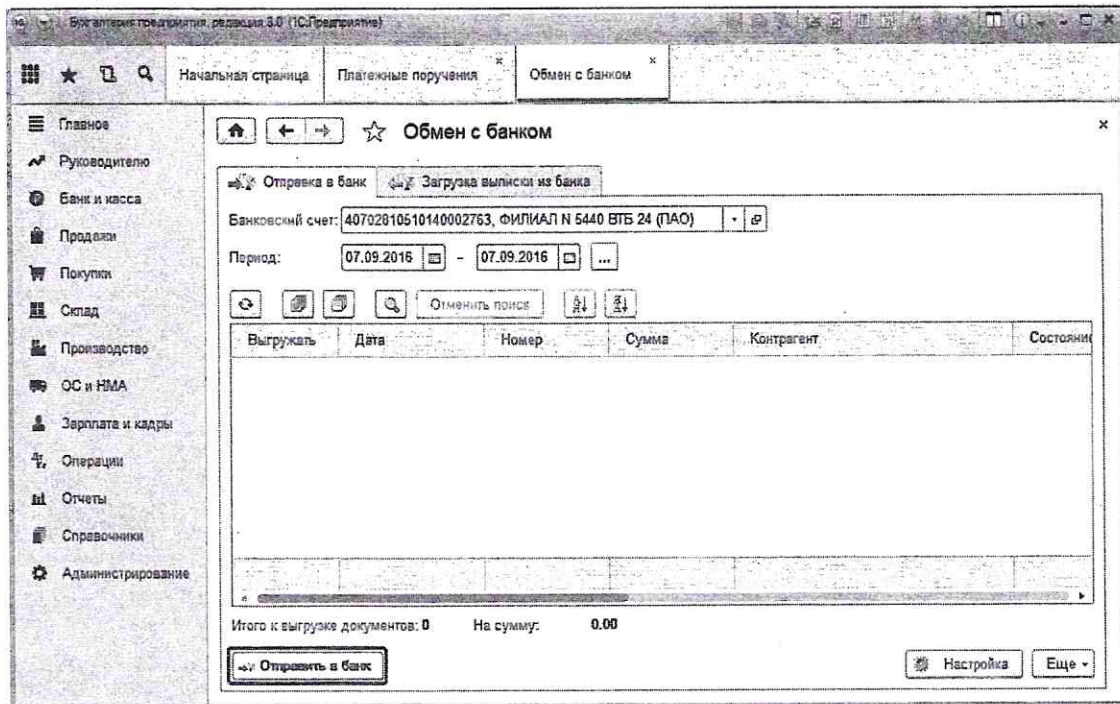 Бухгалтерия предприятия, редакция 3.0 (1С:Предприятие)
Начальная страница
Платежные поручения
Обмен с банком
Главное
Руководителю
Банк и касса
Продажи
Покупки
Склад
Производство
ОС и НМА
Зарплата и кадры
Операции
Отчеты
Справочники
Администрирование
Обмен с банком
Отправка в банк
Загрузка выписки из банка
Банковский счет: 40702810510140002763, ФИЛИАЛ N 5440 ВТБ 24 (ПАО)
Период: 07.09.2016 – 07.09.2016 ...
Отменить поиск
Выгружать Дата Номер Сумма Контрагент Состояни
Итого к выгрузке документов: 0 На сумму: 0.00
Отправить в банк
Настройка
Еще